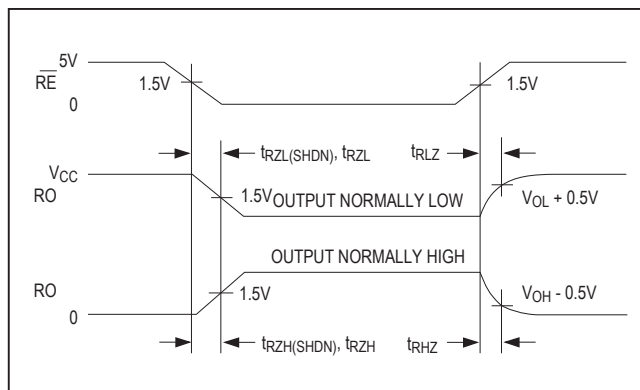 5V
RE
1.5V
1.5V
0
tRZL(SHDN), tRZL
tRLZ
VCC
RO
1.5V
OUTPUT NORMALLY LOW
VOL + 0.5V
OUTPUT NORMALLY HIGH
RO
1.5V
VOH - 0.5V
0
tRZH(SHDN), tRZH
tRHZ